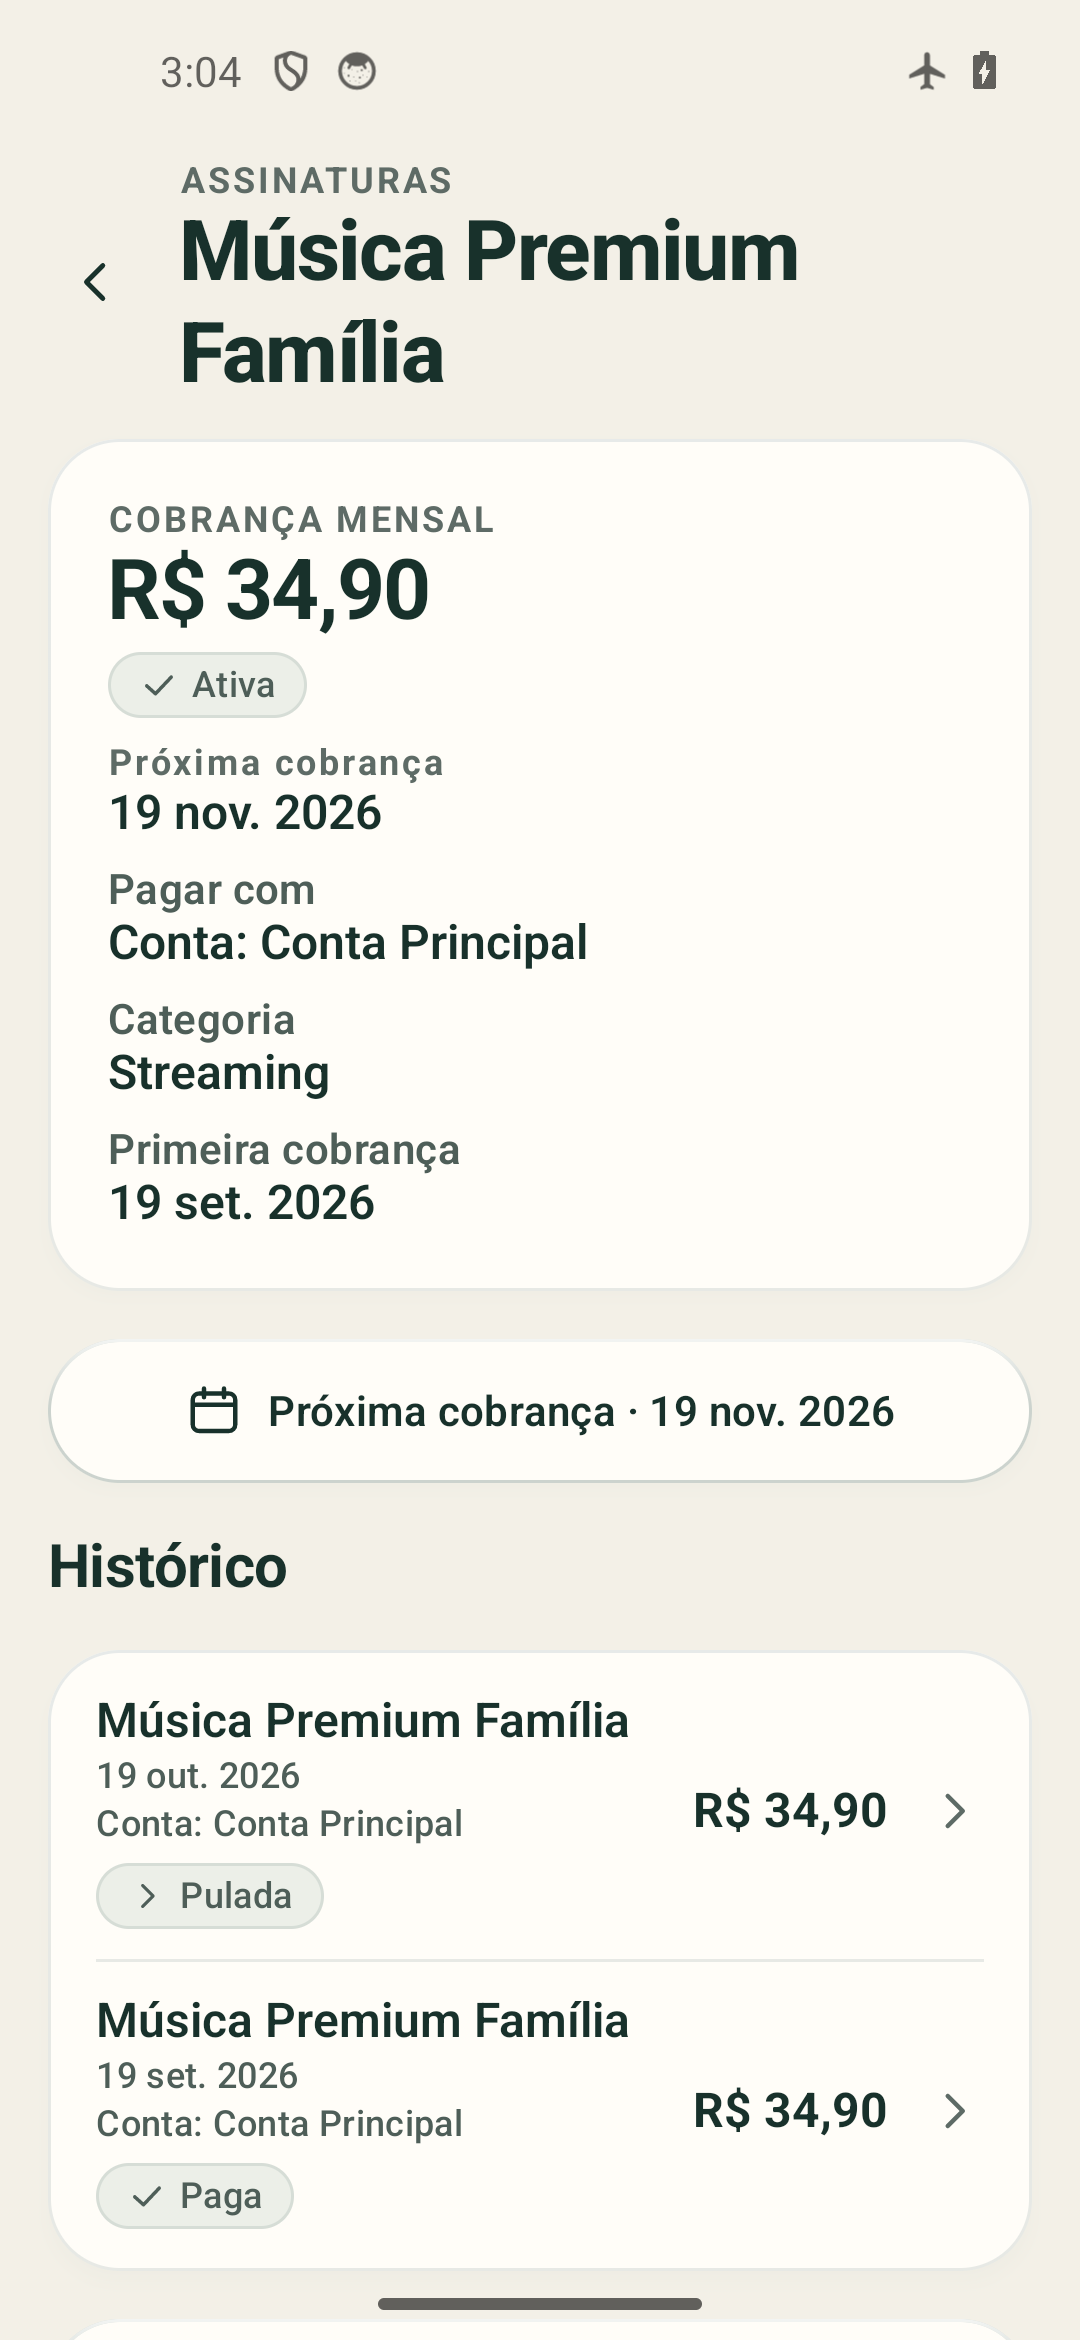 3:04
ASSINATURAS
Música Premium
Família
COBRANÇA MENSAL
R$ 34,90
Ativa
Próxima cobrança
19 nov. 2026
Pagar com
Conta: Conta Principal
Categoria
Streaming
Primeira cobrança
19 set. 2026
Próxima cobrança · 19 nov. 2026
Histórico
Música Premium Família
19 out. 2026
Conta: Conta Principal
R$ 34,90
Pulada
Música Premium Família
19 set. 2026
Conta: Conta Principal
R$ 34,90
Paga